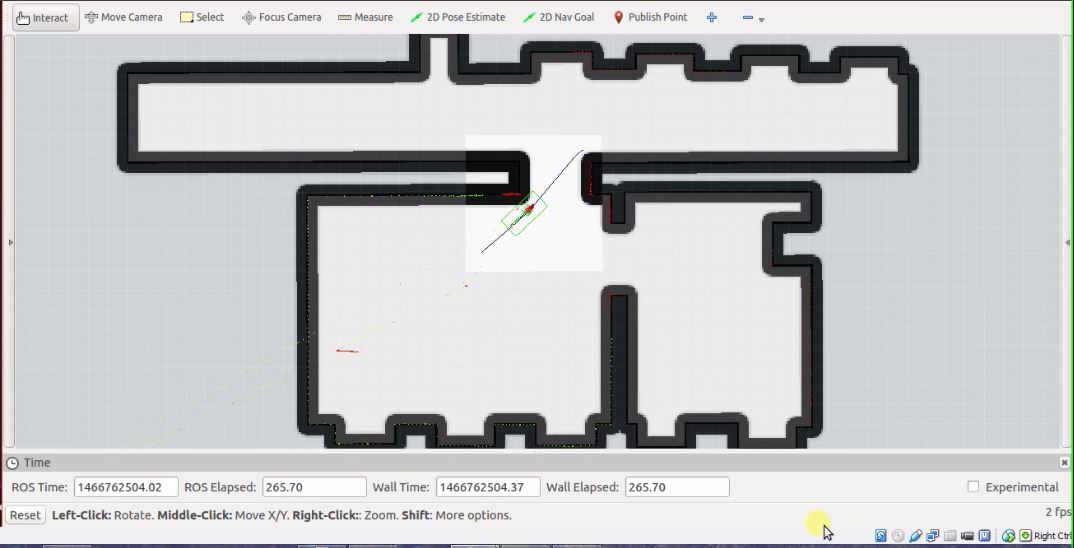 Interact Move Camera Select Focus Camera Measure 2D Pose Estimate 2D Nav Goal Publish Point
Time
ROS Time: 1466762504.02 ROS Elapsed: 265.70 Wall Time: 1466762504.37 Wall Elapsed: 265.70 Experimental
Reset Left-Click: Rotate. Middle-Click: Move X/Y. Right-Click:: Zoom. Shift: More options. 2 fps
Right Ctrl